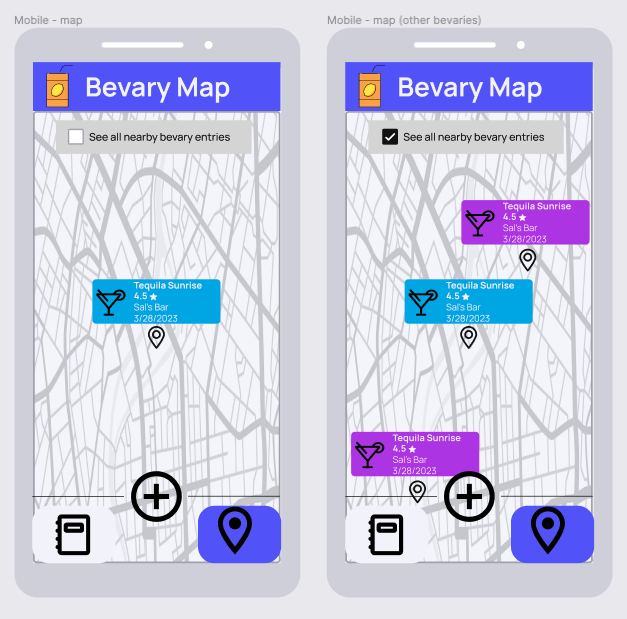 Mobile - map
Bevary Map
See all nearby bevary entries
Tequila Sunrise
4.5
Sal's Bar
3/28/2023
Mobile - map (other bevaries)
Bevary Map
See all nearby bevary entries
Tequila Sunrise
4.5
Sal's Bar
3/28/2023
Tequila Sunrise
4.5
Sal's Bar
3/28/2023
Tequila Sunrise
4.5
Sal's Bar
3/28/2023